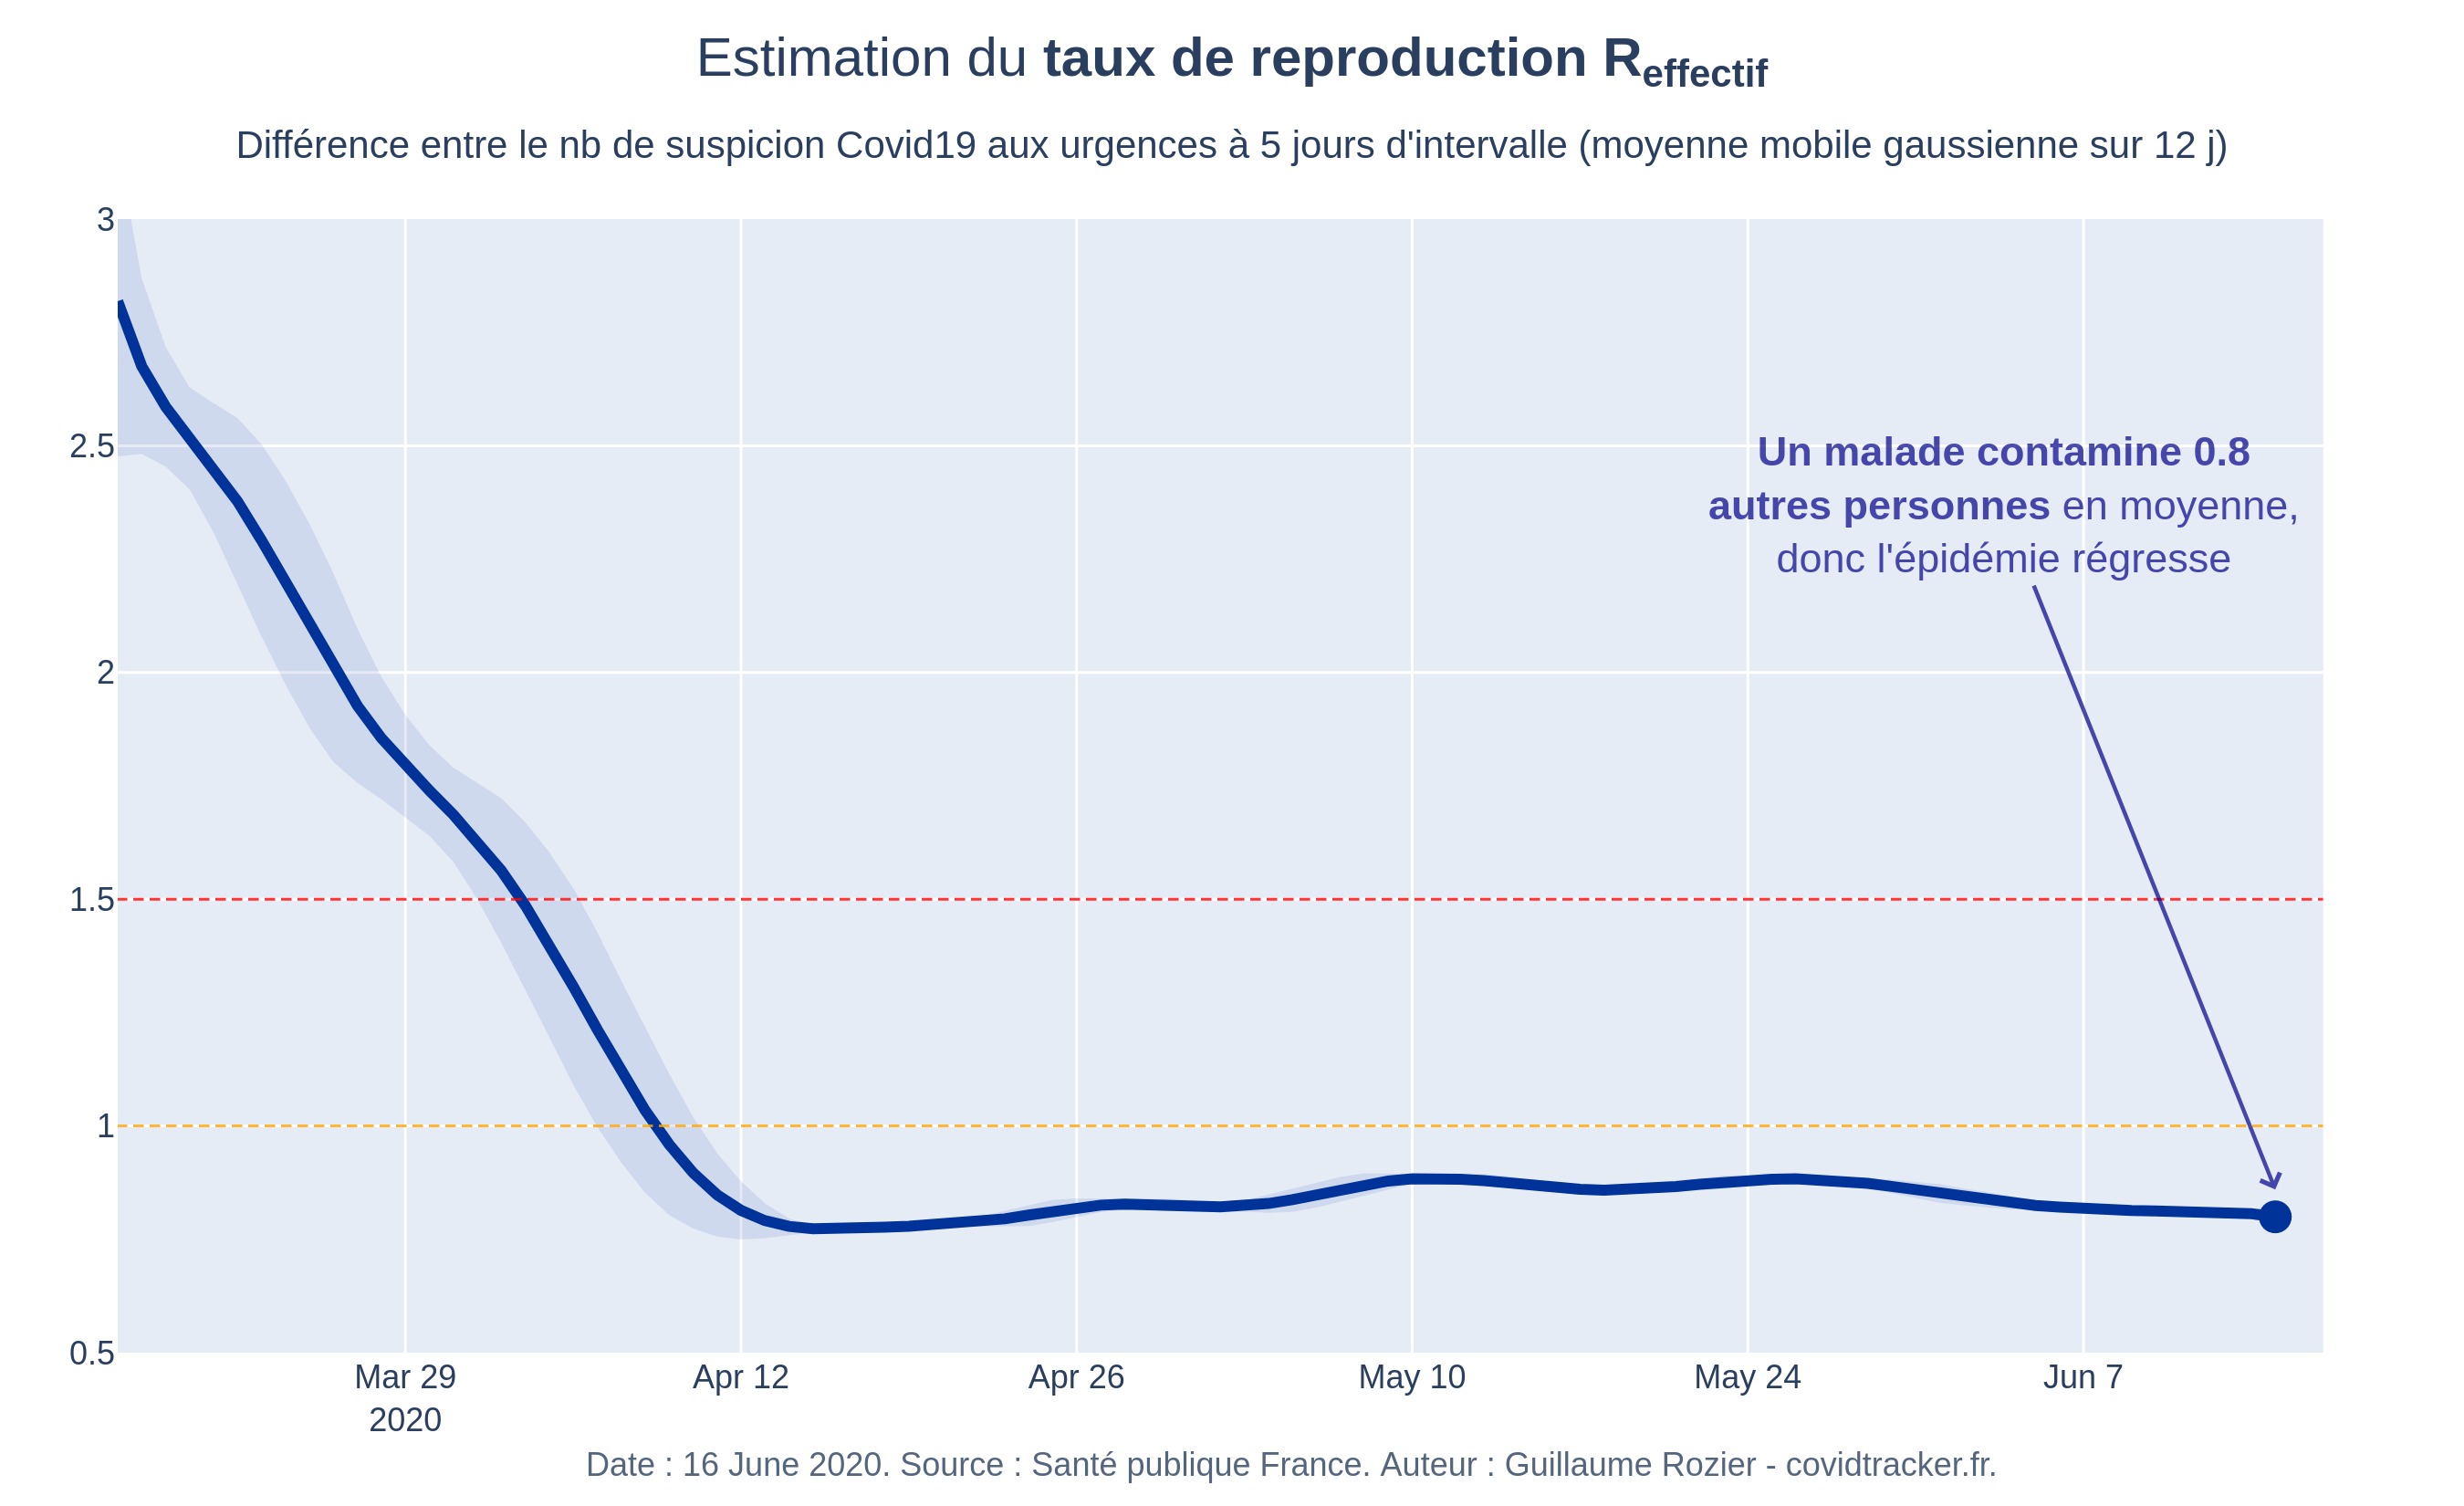 Estimation du taux de reproduction Reffectif
Différence entre le nb de suspicion Covid19 aux urgences à 5 jours d'intervalle (moyenne mobile gaussienne sur 12 j)
3
2.5
2
1.5
1
0.5
Un malade contamine 0.8
autres personnes en moyenne,
donc l'épidémie régresse
Mar 29
2020
Apr 12
Apr 26
May 10
May 24
Jun 7
Date : 16 June 2020. Source : Santé publique France. Auteur : Guillaume Rozier - covidtracker.fr.